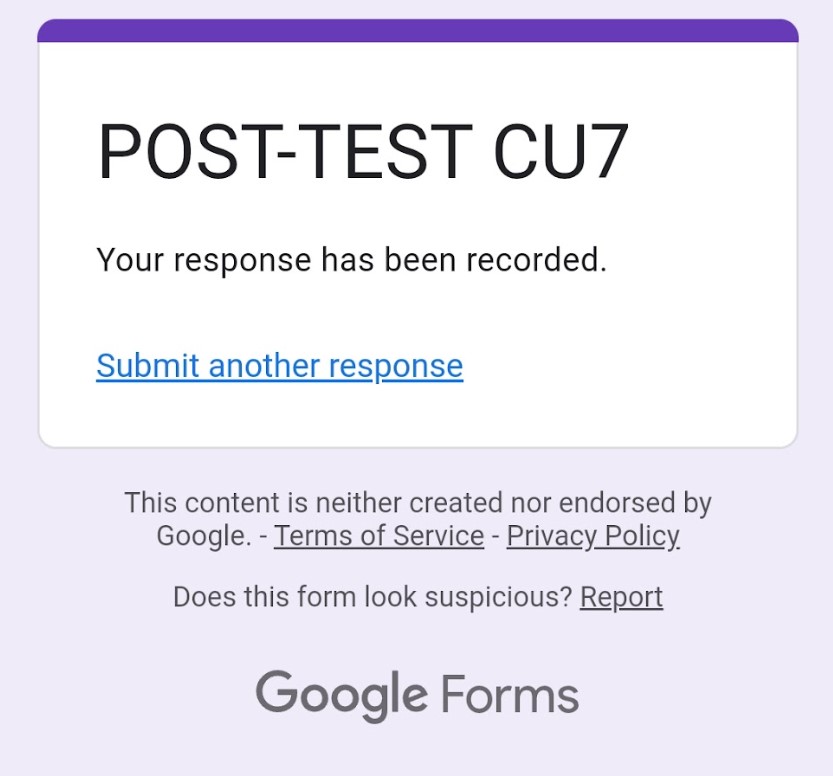 POST-TEST CU7
Your response has been recorded.
Submit another response
This content is neither created nor endorsed by
Google. - Terms of Service - Privacy Policy
Does this form look suspicious? Report
Google Forms